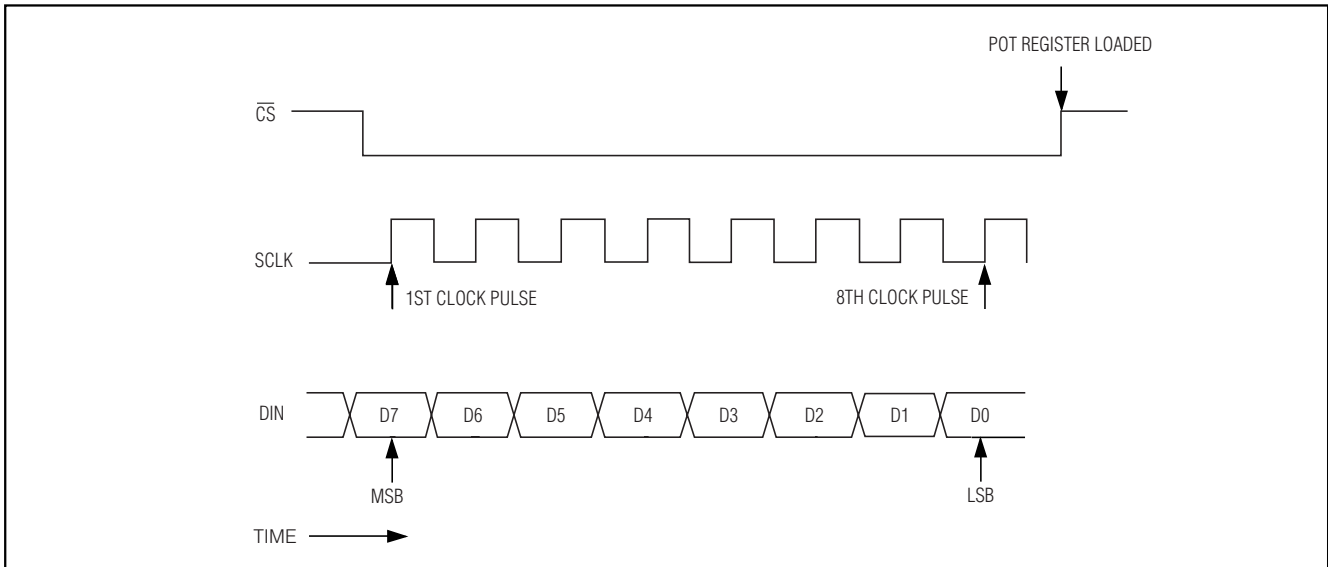 POT REGISTER LOADED
C̅S̅
SCLK
1ST CLOCK PULSE
8TH CLOCK PULSE
DIN
D7
D6
D5
D4
D3
D2
D1
D0
MSB
LSB
TIME